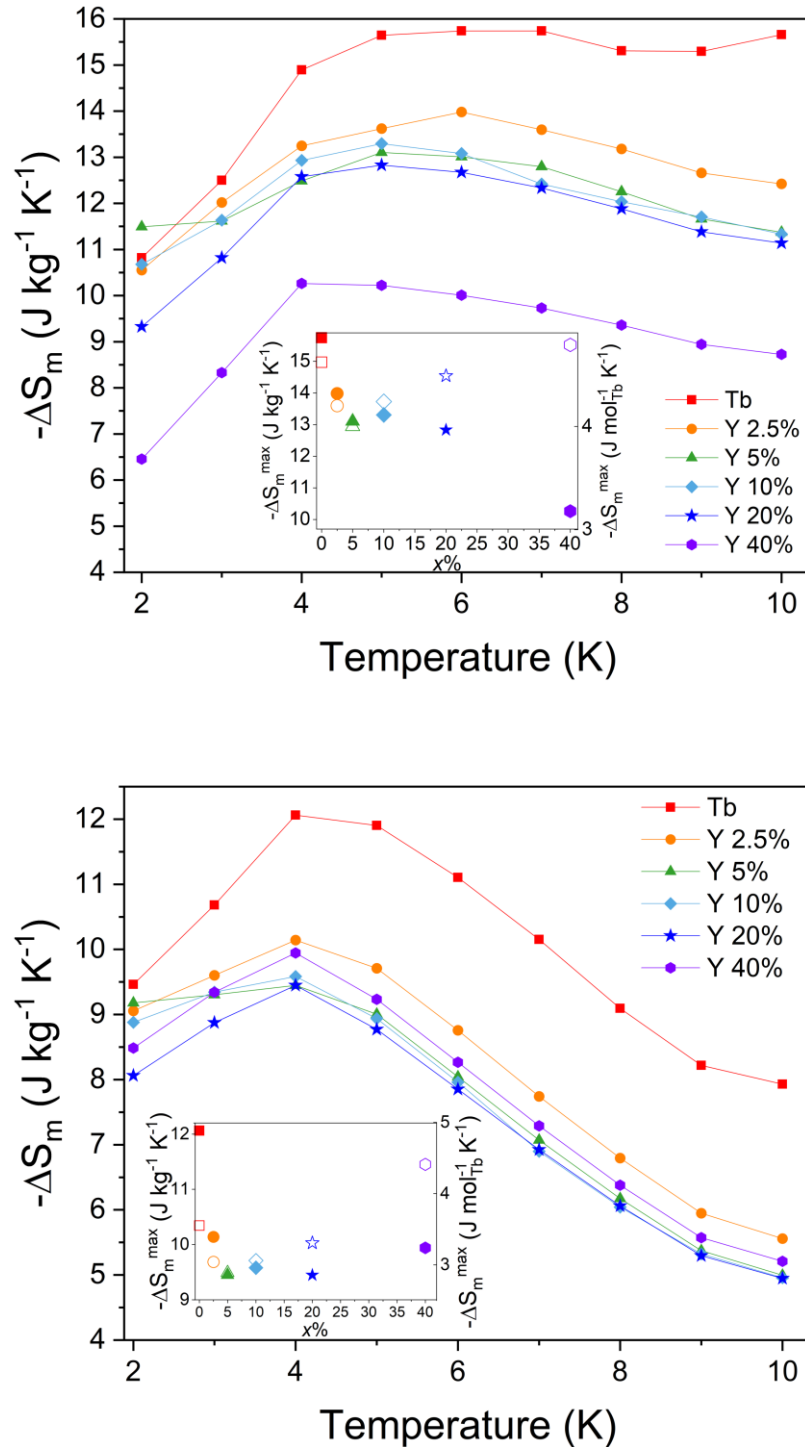 16
15
14
13
12
11
10
9
8
7
6
5
4
-ΔSₘ (J kg⁻¹ K⁻¹)
15
14
13
12
11
10
-ΔSₘᵐᵃˣ (J kg⁻¹ K⁻¹)
4
3
-ΔSₘᵐᵃˣ (J mol⁻¹_Tb K⁻¹)
0 5 10 15 20 25 30 35 40
x%
Tb
Y 2.5%
Y 5%
Y 10%
Y 20%
Y 40%
2 4 6 8 10
Temperature (K)
12
11
10
9
8
7
6
5
4
-ΔSₘ (J kg⁻¹ K⁻¹)
Tb
Y 2.5%
Y 5%
Y 10%
Y 20%
Y 40%
12
11
10
9
-ΔSₘᵐᵃˣ (J kg⁻¹ K⁻¹)
5
4
3
-ΔSₘᵐᵃˣ (J mol⁻¹_Tb K⁻¹)
0 5 10 15 20 25 30 35 40
x%
2 4 6 8 10
Temperature (K)